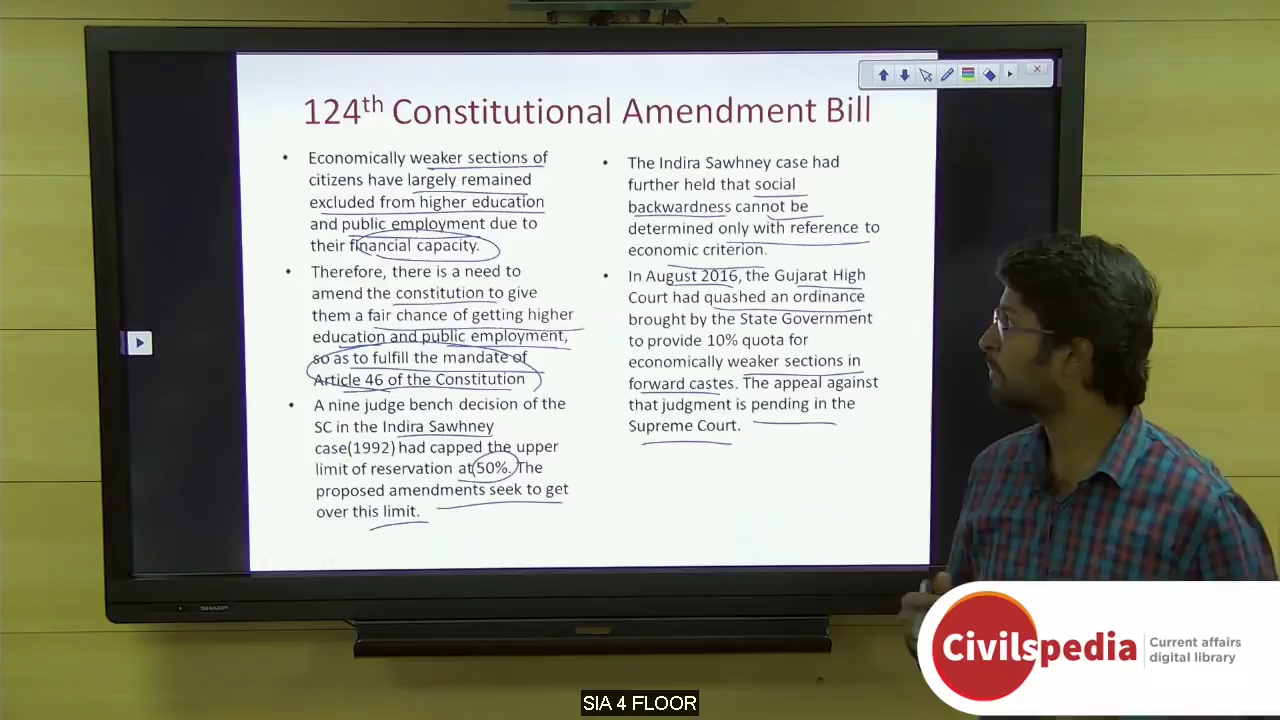 124th Constitutional Amendment Bill
• Economically weaker sections of
citizens have largely remained
excluded from higher education
and public employment due to
their financial capacity.
• Therefore, there is a need to
amend the constitution to give
them a fair chance of getting higher
education and public employment,
so as to fulfill the mandate of
Article 46 of the Constitution
• A nine judge bench decision of the
SC in the Indira Sawhney
case(1992) had capped the upper
limit of reservation at 50%. The
proposed amendments seek to get
over this limit.
• The Indira Sawhney case had
further held that social
backwardness cannot be
determined only with reference to
economic criterion.
• In August 2016, the Gujarat High
Court had quashed an ordinance
brought by the State Government
to provide 10% quota for
economically weaker sections in
forward castes. The appeal against
that judgment is pending in the
Supreme Court.
SHARP
Civilspedia
Current affairs
digital library
SIA 4 FLOOR